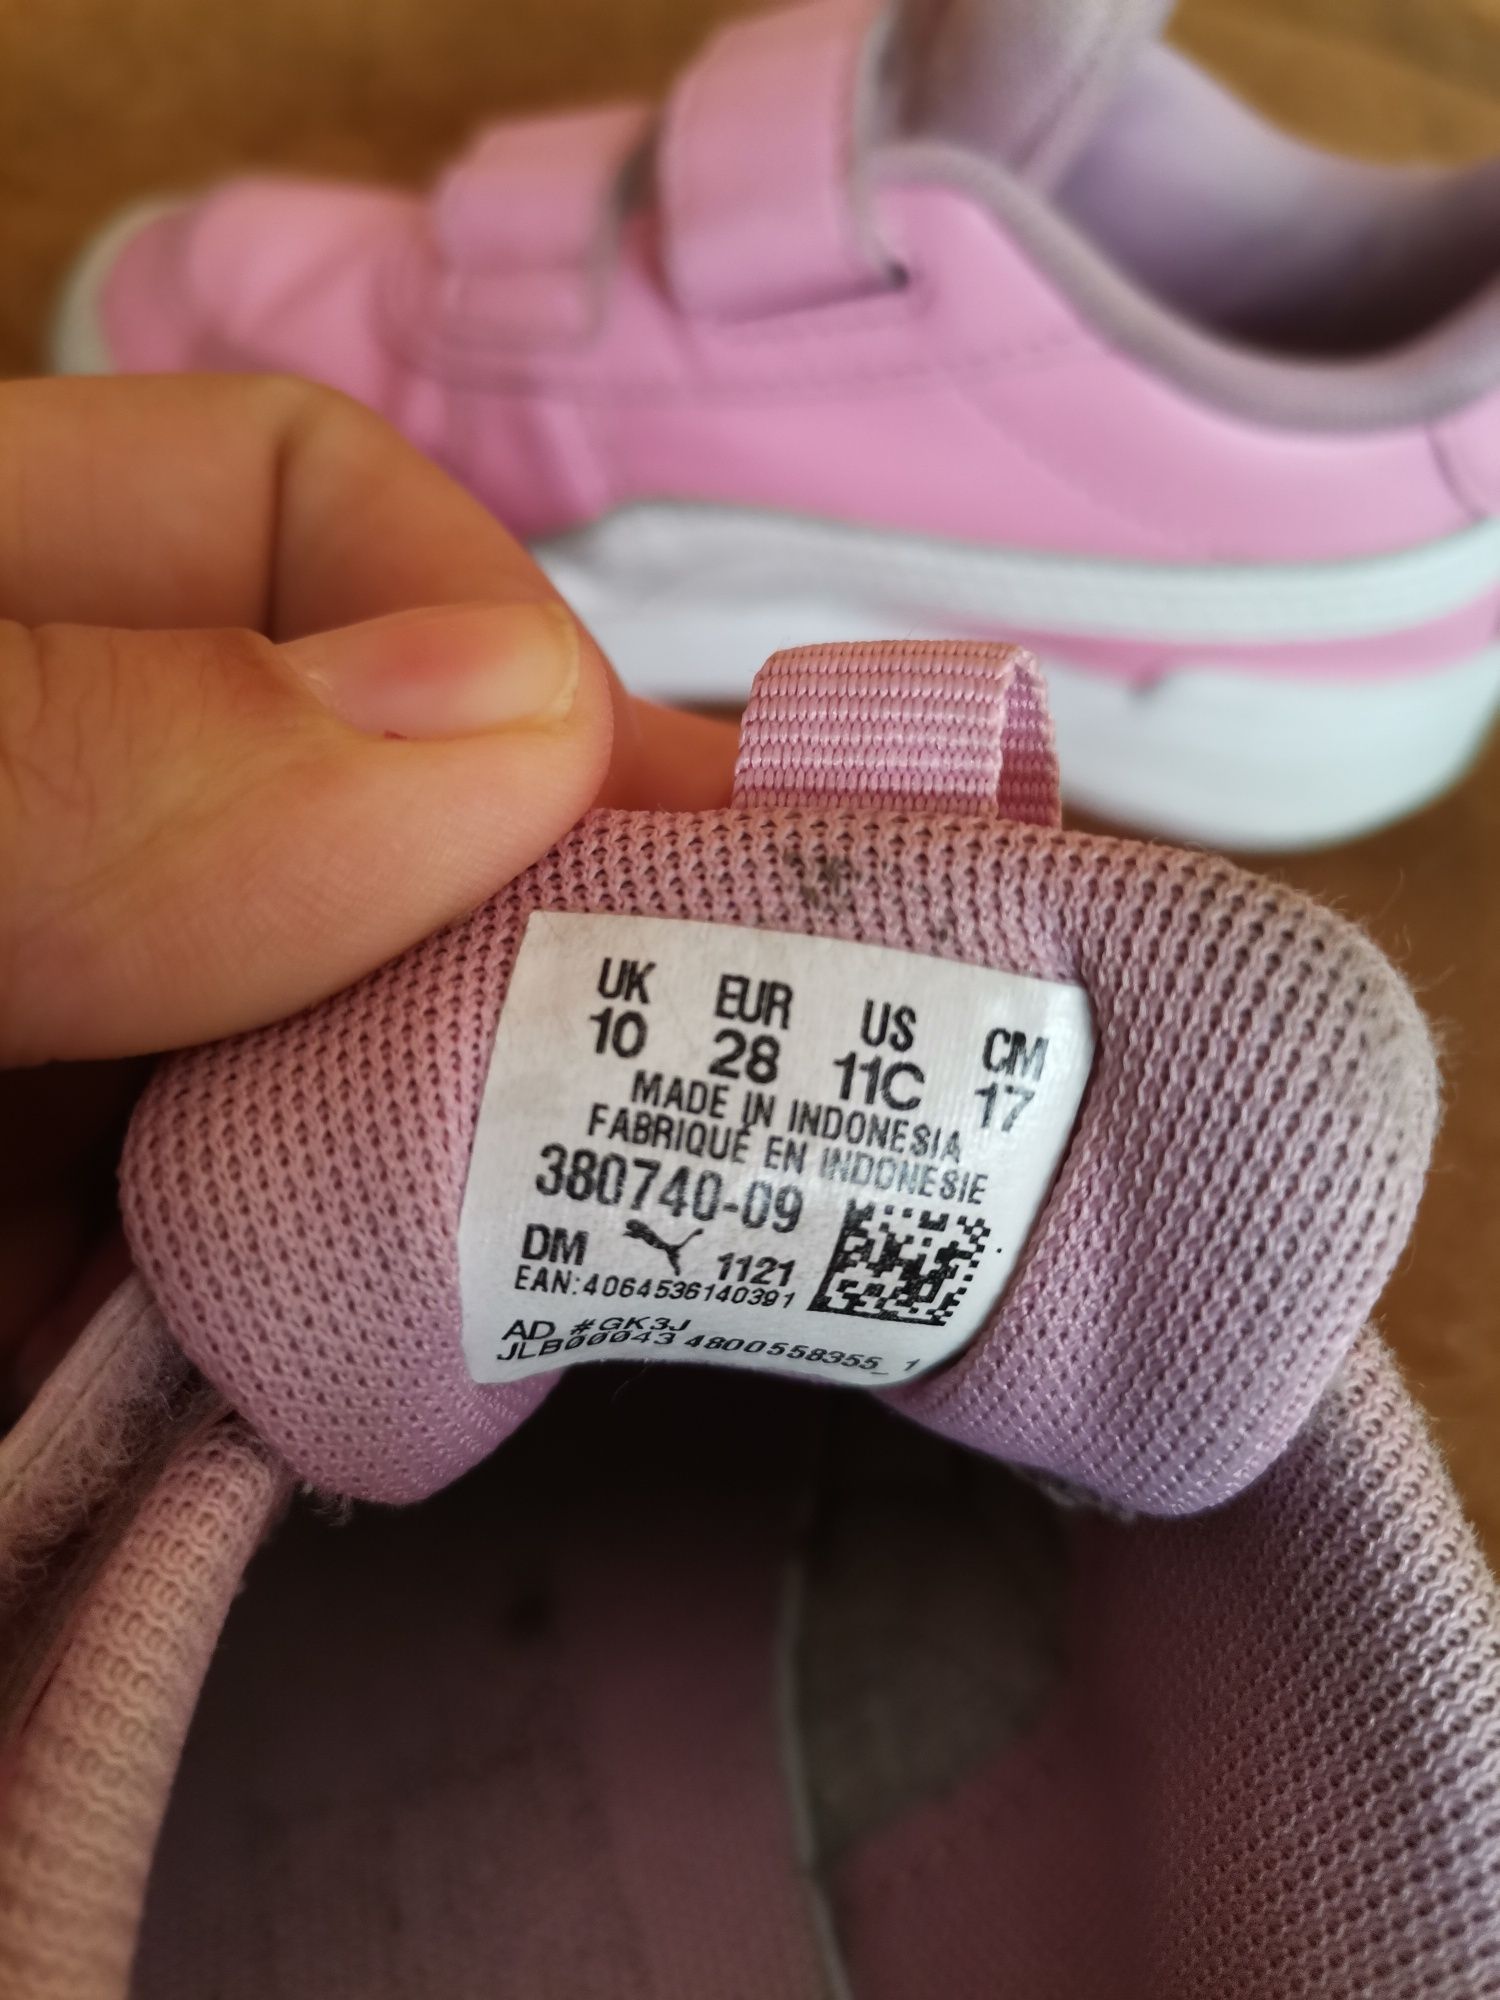 UK EUR US CM
10 28 11C 17
MADE IN INDONESIA
FABRIQUÉ EN INDONESIE
380740-09
DM 1121
EAN:4064536140391
AD #GK3J
JLB00043 4800558355_1